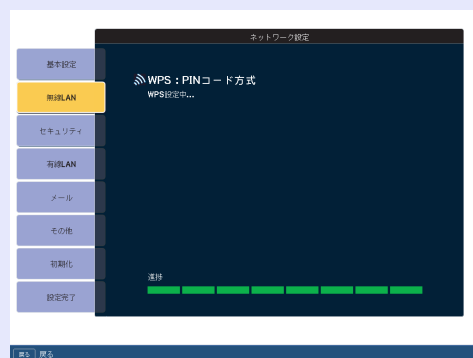 ネットワーク設定
基本設定
無線LAN
セキュリティ
有線LAN
メール
その他
初期化
設定完了
WPS：PINコード方式
WPS設定中...
進捗
戻る 戻る